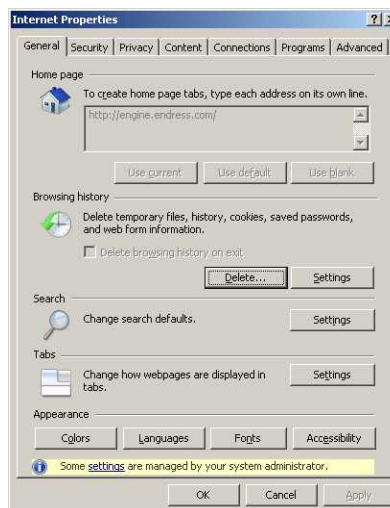 Internet Properties
General Security Privacy Content Connections Programs Advanced
Home page
To create home page tabs, type each address on its own line.
http://engine.endress.com/
Use current Use default Use blank
Browsing history
Delete temporary files, history, cookies, saved passwords,
and web form information.
Delete browsing history on exit
Delete... Settings
Search
Change search defaults. Settings
Tabs
Change how webpages are displayed in
tabs. Settings
Appearance
Colors Languages Fonts Accessibility
Some settings are managed by your system administrator.
OK Cancel Apply